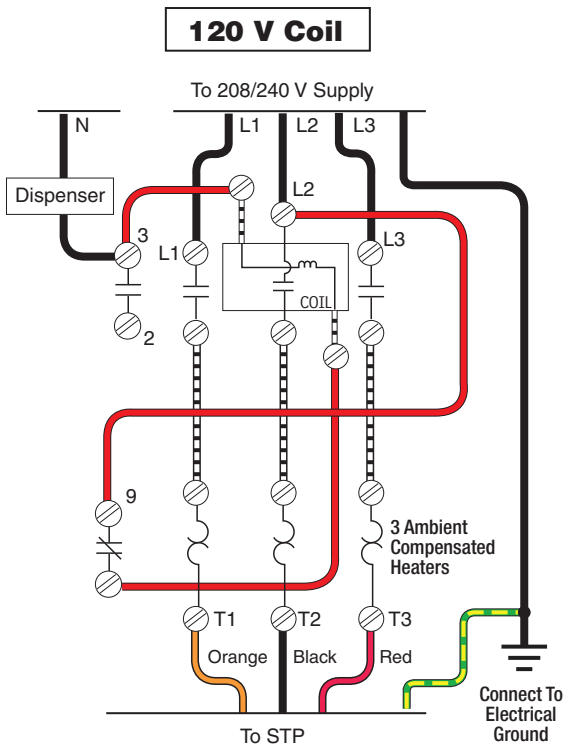 120 V Coil
To 208/240 V Supply
N
L1
L2
L3
Dispenser
L2
3
L1
L3
COIL
2
9
3 Ambient
Compensated
Heaters
T1
T2
T3
Orange
Black
Red
Connect To
Electrical
Ground
To STP